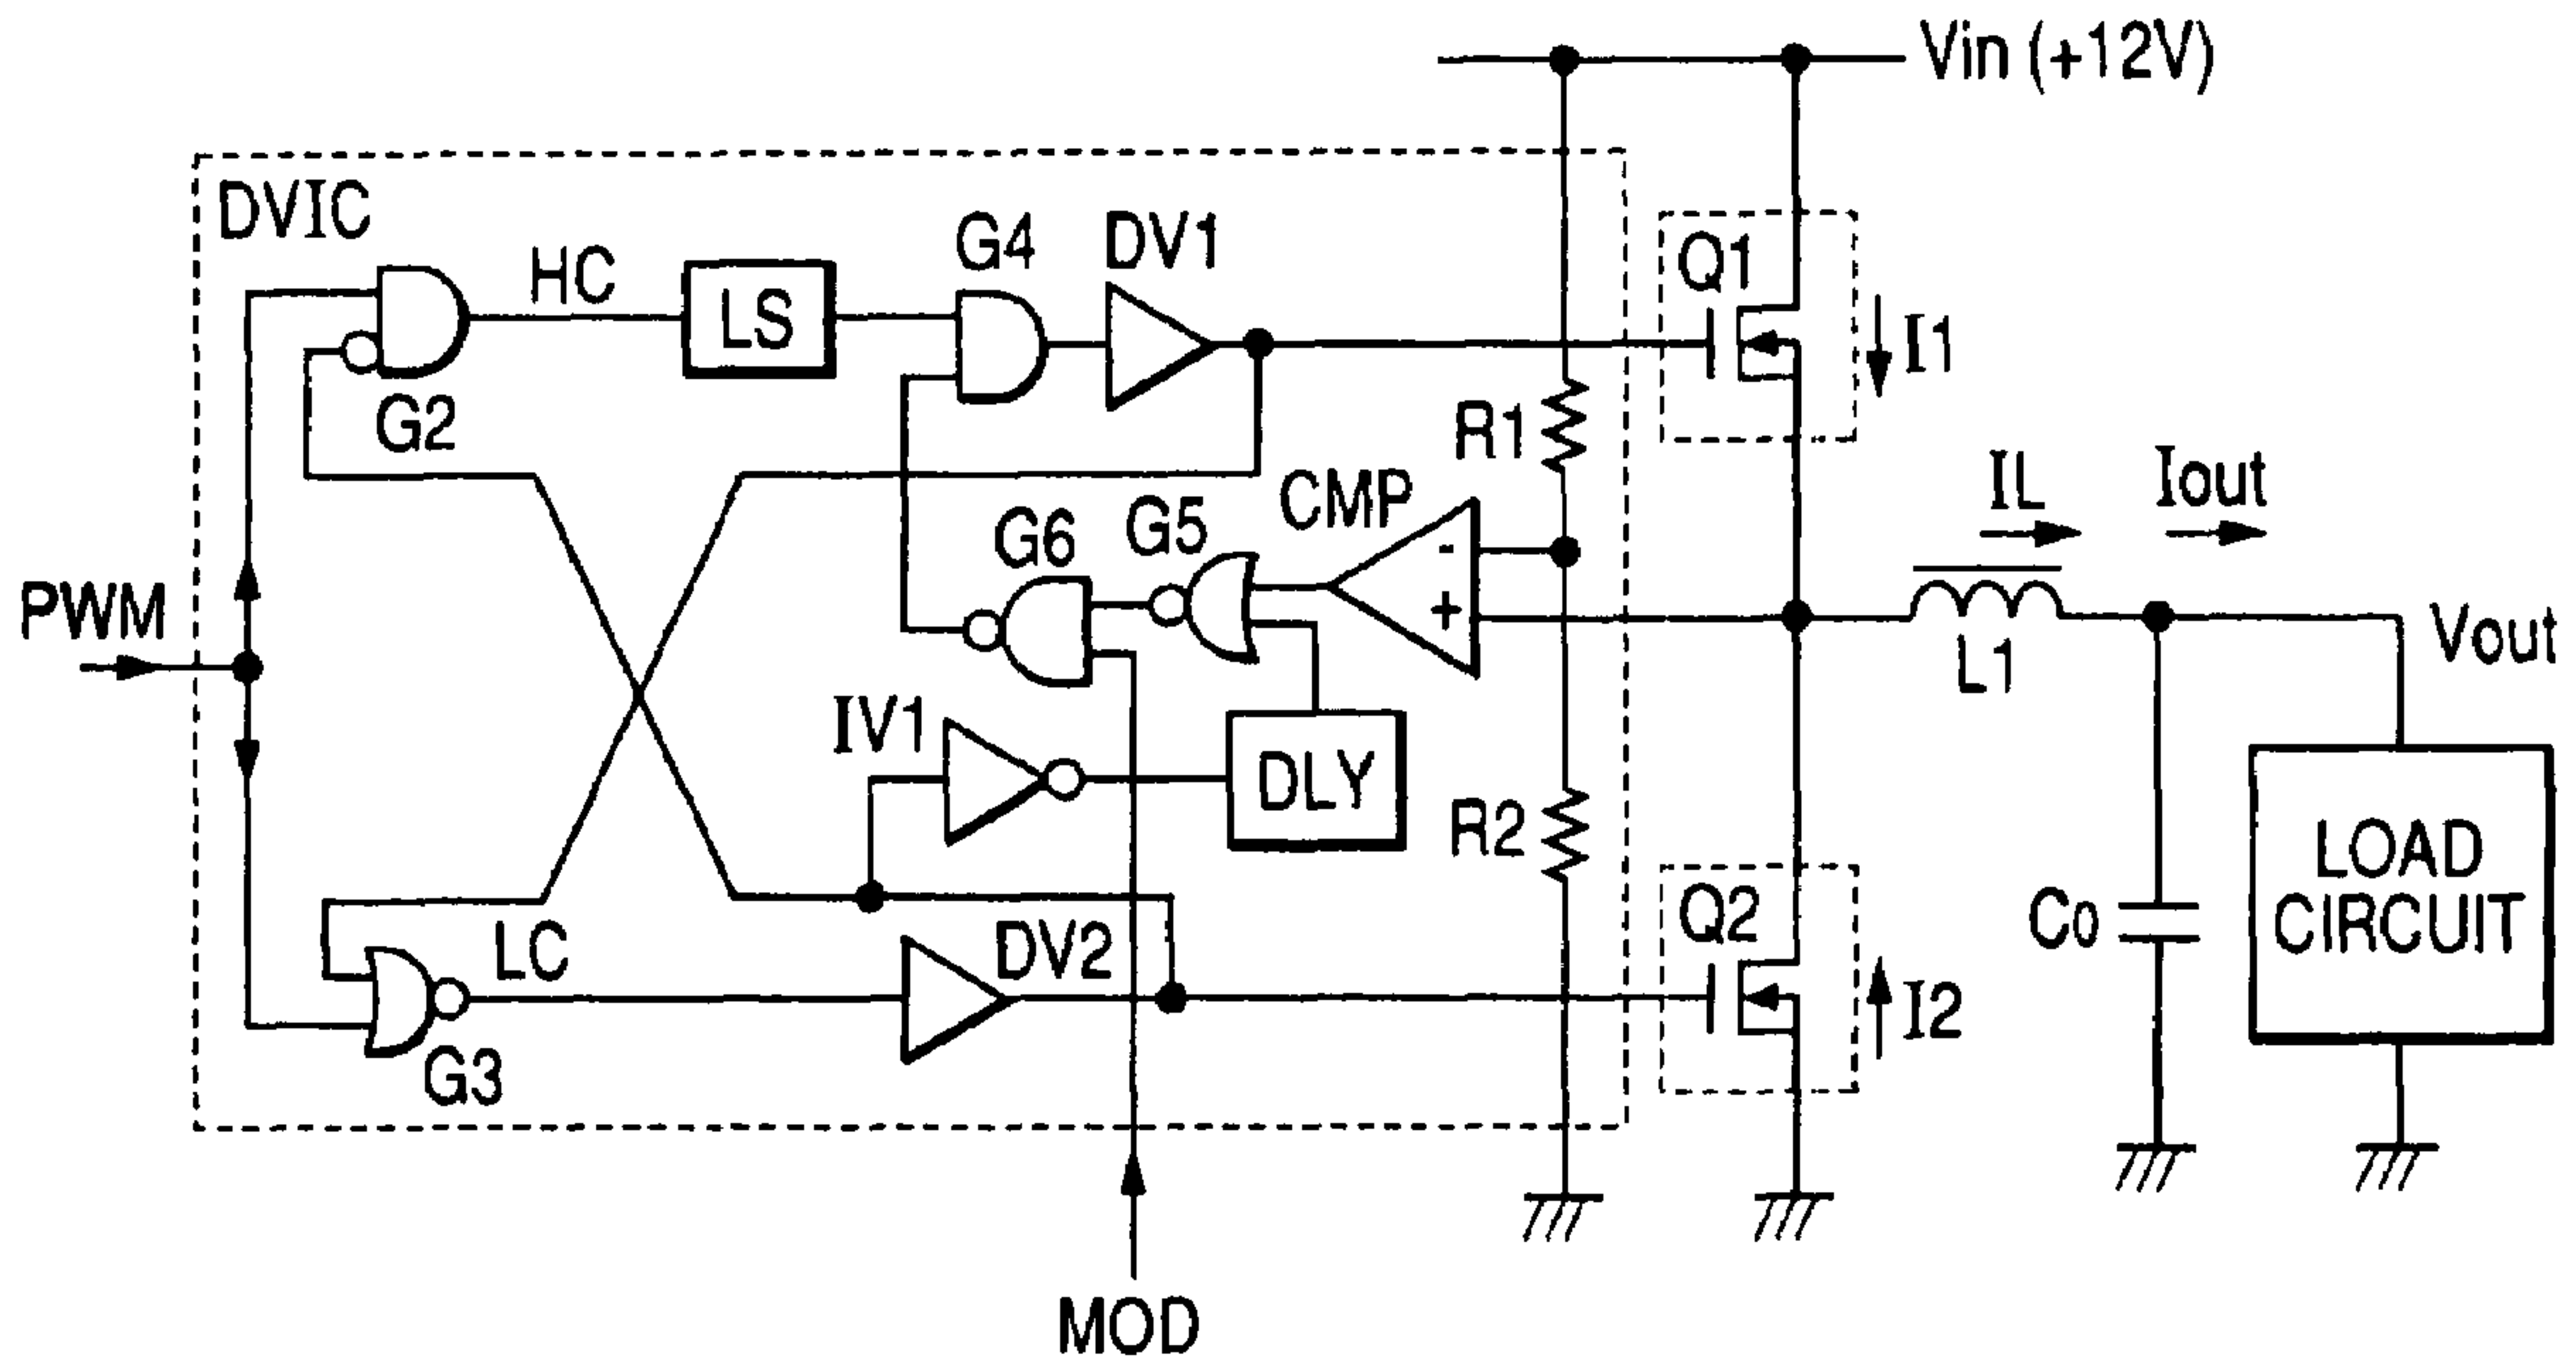 Vin (+12V)
DVIC
HC
LS
G4
DV1
Q1
I1
G2
R1
CMP
-
+
G6
G5
IL
Iout
PWM
L1
Vout
IV1
DLY
R2
LOAD
CIRCUIT
C0
Q2
I2
LC
DV2
G3
MOD